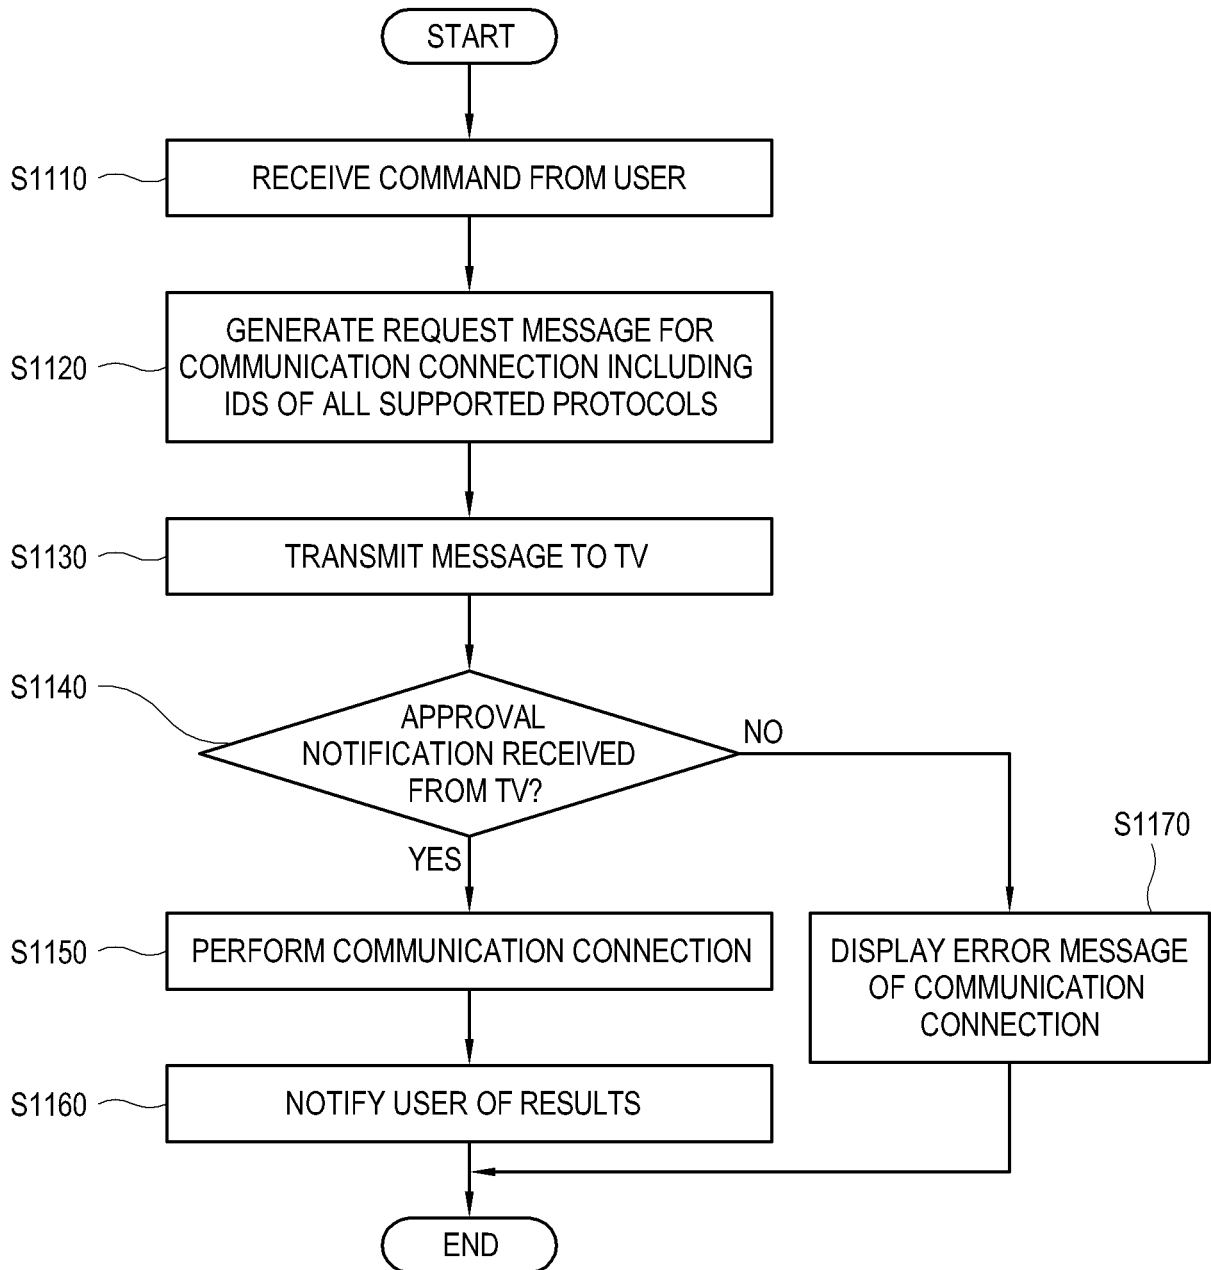 START
S1110
RECEIVE COMMAND FROM USER
S1120
GENERATE REQUEST MESSAGE FOR
COMMUNICATION CONNECTION INCLUDING
IDS OF ALL SUPPORTED PROTOCOLS
S1130
TRANSMIT MESSAGE TO TV
S1140
APPROVAL
NOTIFICATION RECEIVED
FROM TV?
NO
YES
S1150
PERFORM COMMUNICATION CONNECTION
S1170
DISPLAY ERROR MESSAGE
OF COMMUNICATION
CONNECTION
S1160
NOTIFY USER OF RESULTS
END